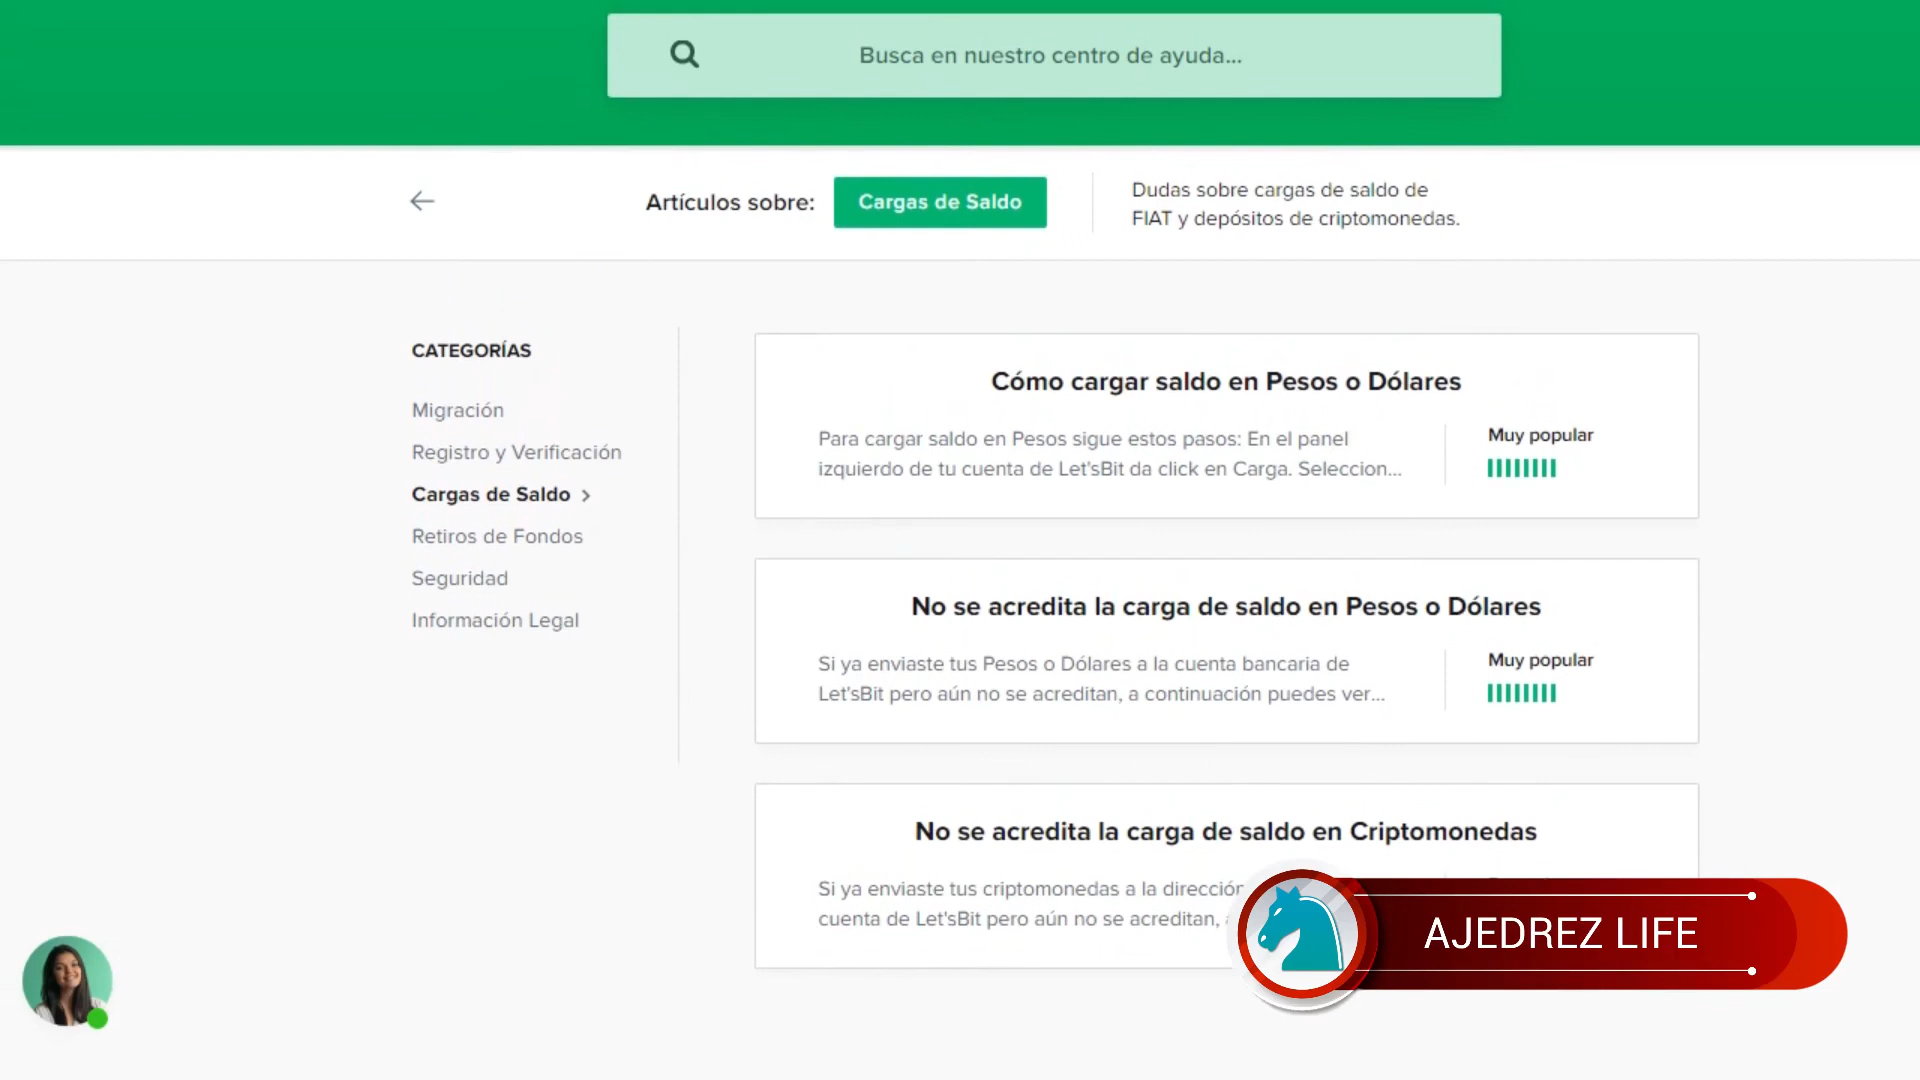 Busca en nuestro centro de ayuda...
Artículos sobre:
Cargas de Saldo
Dudas sobre cargas de saldo de
FIAT y depósitos de criptomonedas.
CATEGORÍAS
Migración
Registro y Verificación
Cargas de Saldo
Retiros de Fondos
Seguridad
Información Legal
Cómo cargar saldo en Pesos o Dólares
Para cargar saldo en Pesos sigue estos pasos: En el panel
izquierdo de tu cuenta de Let'sBit da click en Carga. Seleccion...
Muy popular
No se acredita la carga de saldo en Pesos o Dólares
Si ya enviaste tus Pesos o Dólares a la cuenta bancaria de
Let'sBit pero aún no se acreditan, a continuación puedes ver...
Muy popular
No se acredita la carga de saldo en Criptomonedas
Si ya enviaste tus criptomonedas a la dirección
cuenta de Let'sBit pero aún no se acreditan,
AJEDREZ LIFE